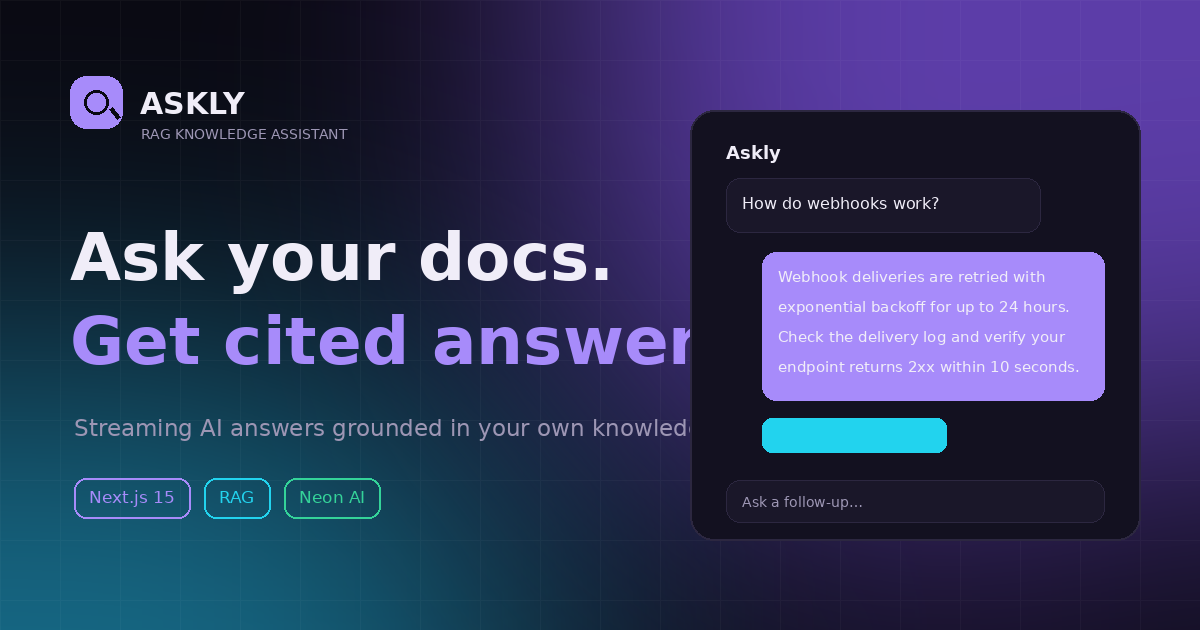 ASKLY
RAG KNOWLEDGE ASSISTANT
Ask your docs.
Get cited answer
Streaming AI answers grounded in your own knowled
Next.js 15
RAG
Neon AI
Askly
How do webhooks work?
Webhook deliveries are retried with
exponential backoff for up to 24 hours.
Check the delivery log and verify your
endpoint returns 2xx within 10 seconds.
Ask a follow-up…